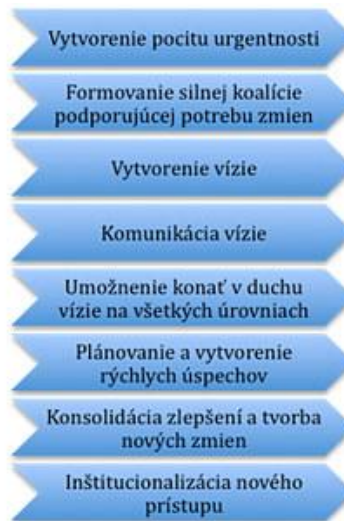 Vytvorenie pocitu urgentnosti
Formovanie silnej koalície
podporujúcej potrebu zmien
Vytvorenie vízie
Komunikácia vízie
Umožnenie konať v duchu
vízie na všetkých úrovniach
Plánovanie a vytvorenie
rýchlych úspechov
Konsolidácia zlepšení a tvorba
nových zmien
Inštitucionalizácia nového
prístupu